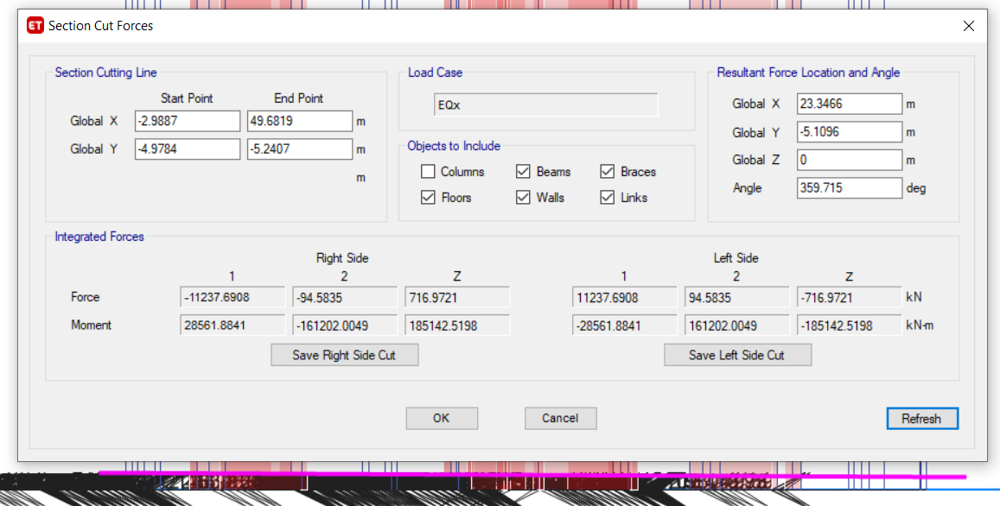 ET Section Cut Forces
Section Cutting Line
Start Point End Point
Global X -2.9887 49.6819 m
Global Y -4.9784 -5.2407 m
m
Load Case
EQx
Objects to Include
Columns Beams Braces
Floors Walls Links
Resultant Force Location and Angle
Global X 23.3466 m
Global Y -5.1096 m
Global Z 0 m
Angle 359.715 deg
Integrated Forces
Right Side Left Side
1 2 Z 1 2 Z
Force -11237.6908 -94.5835 716.9721 11237.6908 94.5835 -716.9721 kN
Moment 28561.8841 -161202.0049 185142.5198 -28561.8841 161202.0049 -185142.5198 kN-m
Save Right Side Cut Save Left Side Cut
OK Cancel Refresh